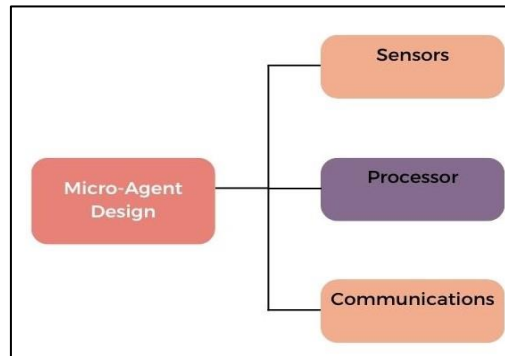 Sensors
Micro-Agent
Design
Processor
Communications